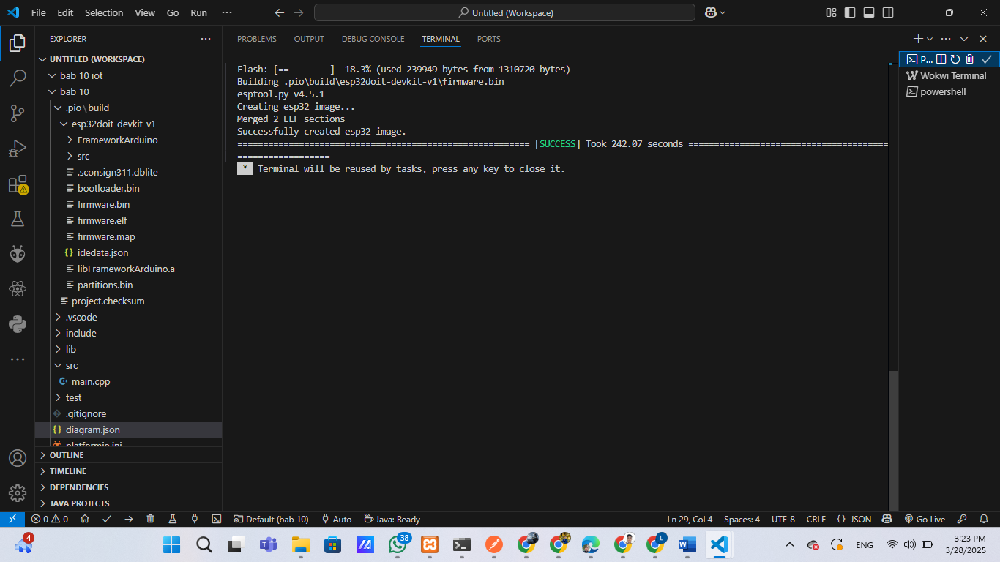 File Edit Selection View Go Run ···
Untitled (Workspace)
EXPLORER
UNTITLED (WORKSPACE)
bab 10 iot
bab 10
.pio\build
esp32doit-devkit-v1
FrameworkArduino
src
.sconsign311.dblite
bootloader.bin
firmware.bin
firmware.elf
firmware.map
idedata.json
libFrameworkArduino.a
partitions.bin
project.checksum
.vscode
include
lib
src
main.cpp
test
.gitignore
diagram.json
platformio.ini
OUTLINE
TIMELINE
DEPENDENCIES
JAVA PROJECTS
PROBLEMS OUTPUT DEBUG CONSOLE TERMINAL PORTS
Flash: [==        ]  18.3% (used 239949 bytes from 1310720 bytes)
Building .pio\build\esp32doit-devkit-v1\firmware.bin
esptool.py v4.5.1
Creating esp32 image...
Merged 2 ELF sections
Successfully created esp32 image.
========================================================= [SUCCESS] Took 242.07 seconds =======================================
==================
* Terminal will be reused by tasks, press any key to close it.
P...
Wokwi Terminal
powershell
0 0 Default (bab 10) Auto Java: Ready Ln 29, Col 4 Spaces: 4 UTF-8 CRLF {} JSON Go Live
4
38
L
ENG
3:23 PM
3/28/2025